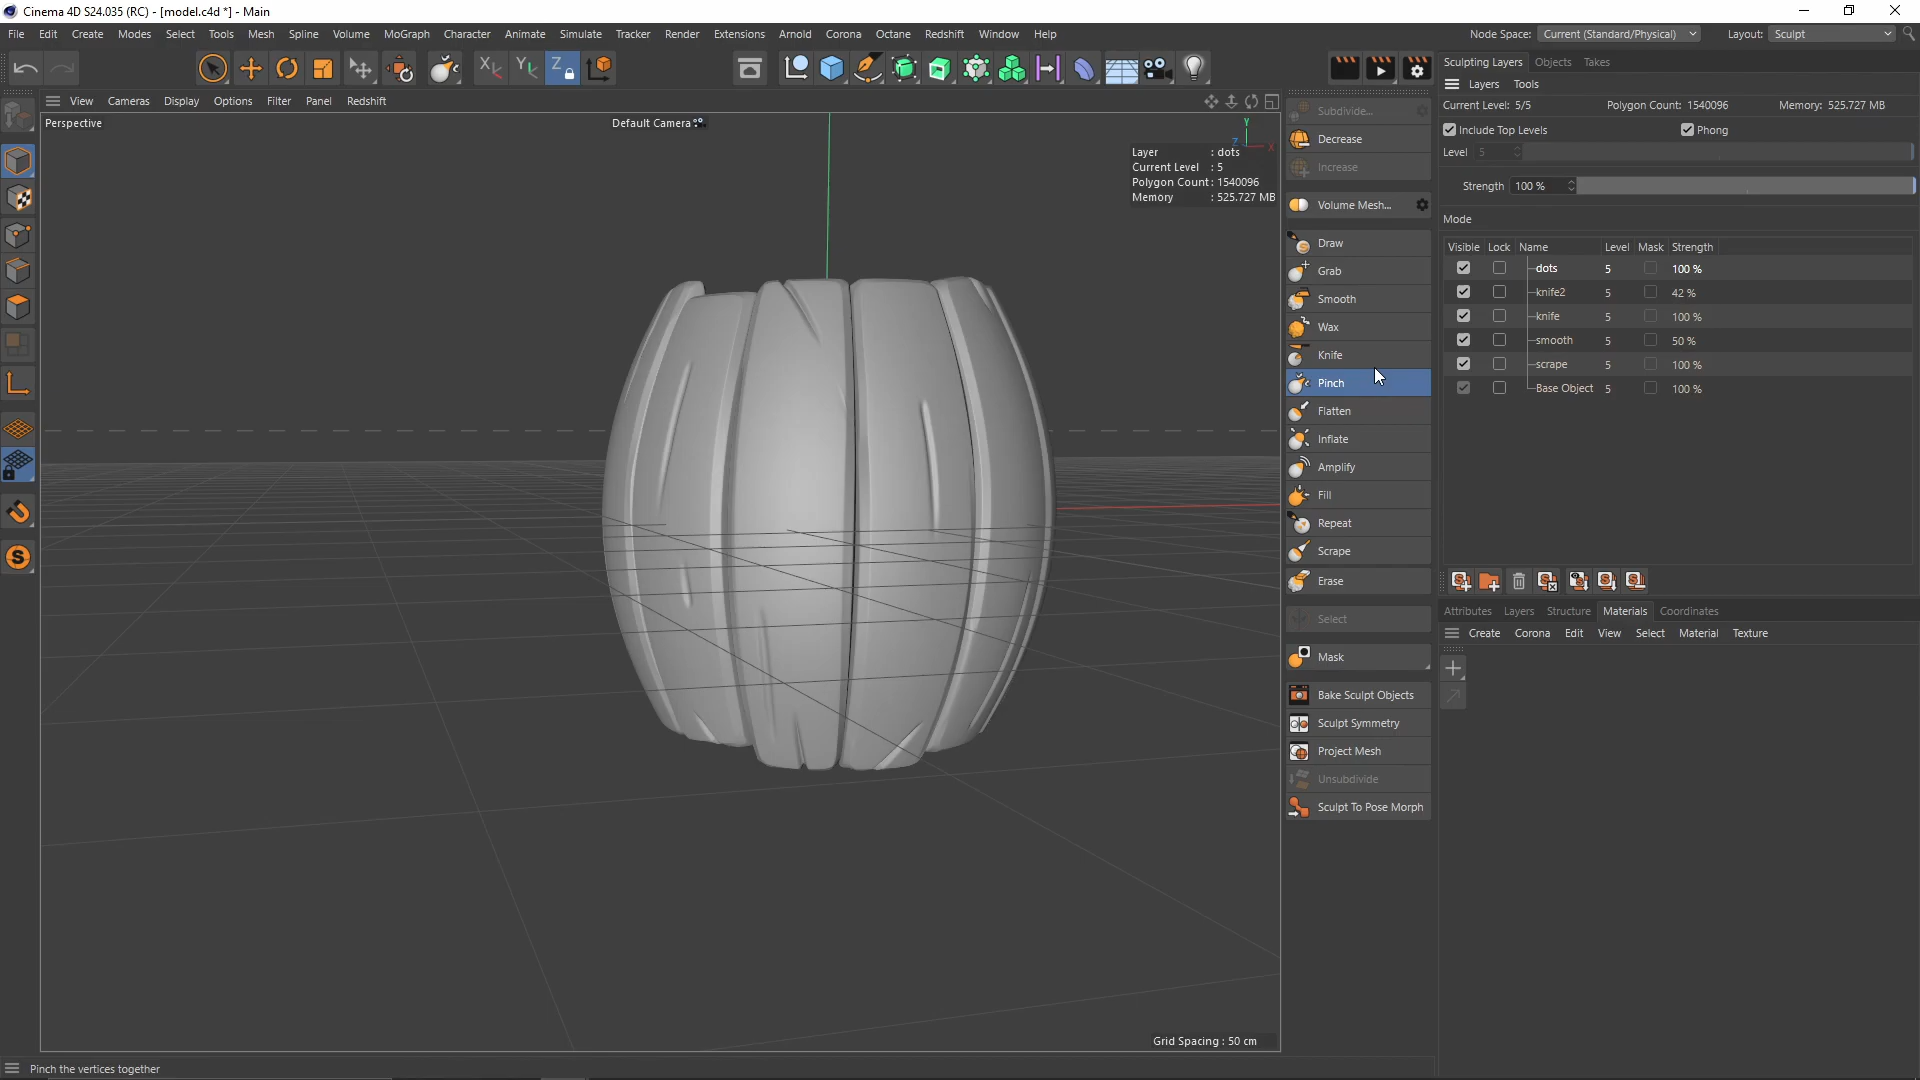 Cinema 4D S24.035 (RC) - [model.c4d *] - Main
File Edit Create Modes Select Tools Mesh Spline Volume MoGraph Character Animate Simulate Tracker Render Extensions Arnold Corona Octane Redshift Window Help
Node Space: Current (Standard/Physical) Layout: Sculpt
X Y Z
View Cameras Display Options Filter Panel Redshift
Perspective
Default Camera
Y
Z X
Layer : dots
Current Level : 5
Polygon Count : 1540096
Memory : 525.727 MB
Grid Spacing : 50 cm
Pinch the vertices together
Subdivide...
Decrease
Increase
Volume Mesh...
Draw
Grab
Smooth
Wax
Knife
Pinch
Flatten
Inflate
Amplify
Fill
Repeat
Scrape
Erase
Select
Mask
Bake Sculpt Objects
Sculpt Symmetry
Project Mesh
Unsubdivide
Sculpt To Pose Morph
Sculpting Layers Objects Takes
Layers Tools
Current Level: 5/5 Polygon Count: 1540096 Memory: 525.727 MB
Include Top Levels Phong
Level 5
Strength 100 %
Mode
Visible Lock Name Level Mask Strength
dots 5 100 %
knife2 5 42 %
knife 5 100 %
smooth 5 50 %
scrape 5 100 %
Base Object 5 100 %
Attributes Layers Structure Materials Coordinates
Create Corona Edit View Select Material Texture